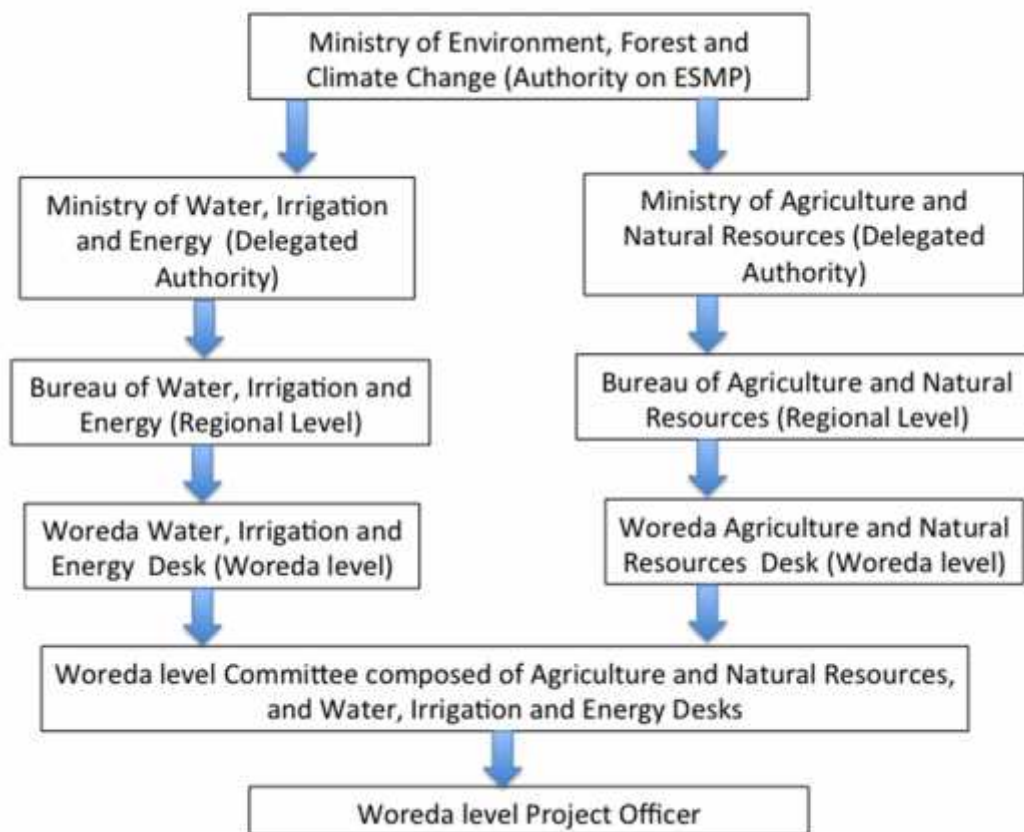 Ministry of Environment, Forest and
Climate Change (Authority on ESMP)
Ministry of Water, Irrigation
and Energy (Delegated
Authority)
Ministry of Agriculture and
Natural Resources (Delegated
Authority)
Bureau of Water, Irrigation and
Energy (Regional Level)
Bureau of Agriculture and Natural
Resources (Regional Level)
Woreda Water, Irrigation and
Energy Desk (Woreda level)
Woreda Agriculture and Natural
Resources Desk (Woreda level)
Woreda level Committee composed of Agriculture and Natural Resources,
and Water, Irrigation and Energy Desks
Woreda level Project Officer